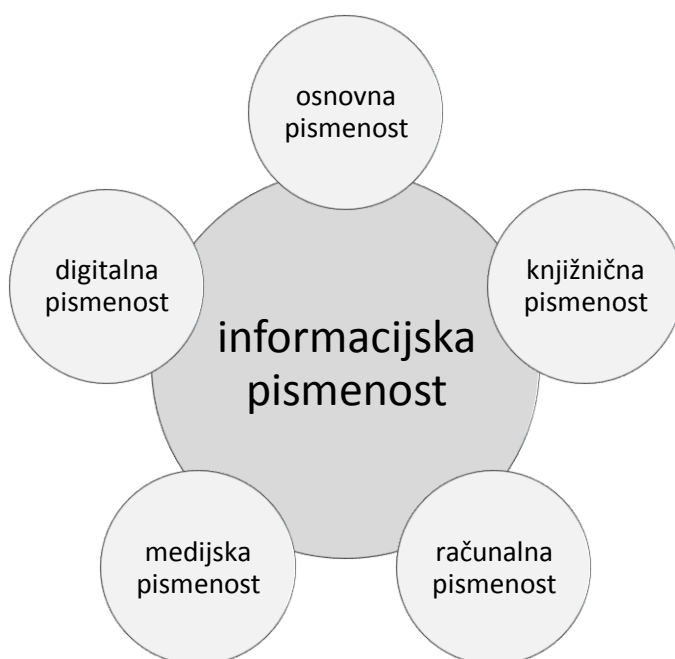 osnovna
pismenost
digitalna
pismenost
knjižnična
pismenost
informacijska
pismenost
medijska
pismenost
računalna
pismenost